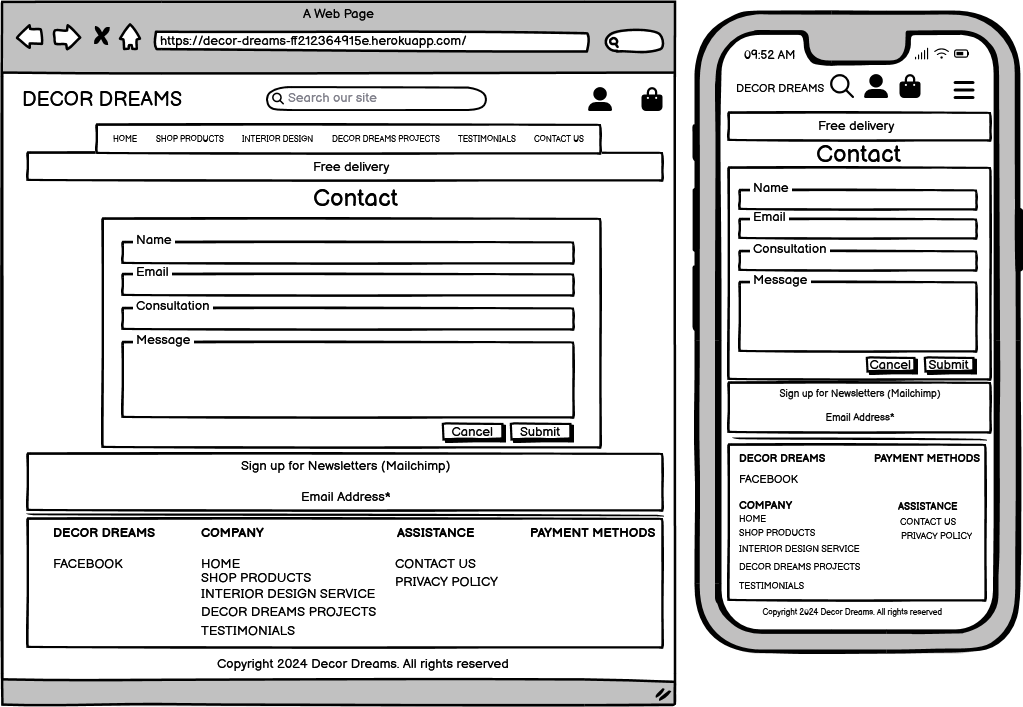 A Web Page
https://decor-dreams-ff212364915e.herokuapp.com/
DECOR DREAMS
Search our site
HOME SHOP PRODUCTS INTERIOR DESIGN DECOR DREAMS PROJECTS TESTIMONIALS CONTACT US
Free delivery
Contact
Name
Email
Consultation
Message
Cancel Submit
Sign up for Newsletters (Mailchimp)
Email Address*
DECOR DREAMS COMPANY ASSISTANCE PAYMENT METHODS
FACEBOOK HOME CONTACT US
SHOP PRODUCTS
INTERIOR DESIGN SERVICE PRIVACY POLICY
DECOR DREAMS PROJECTS
TESTIMONIALS
Copyright 2024 Decor Dreams. All rights reserved
09:52 AM
DECOR DREAMS
Free delivery
Contact
Name
Email
Consultation
Message
Cancel Submit
Sign up for Newsletters (Mailchimp)
Email Address*
DECOR DREAMS PAYMENT METHODS
FACEBOOK
COMPANY ASSISTANCE
HOME CONTACT US
SHOP PRODUCTS PRIVACY POLICY
INTERIOR DESIGN SERVICE
DECOR DREAMS PROJECTS
TESTIMONIALS
Copyright 2024 Decor Dreams. All rights reserved